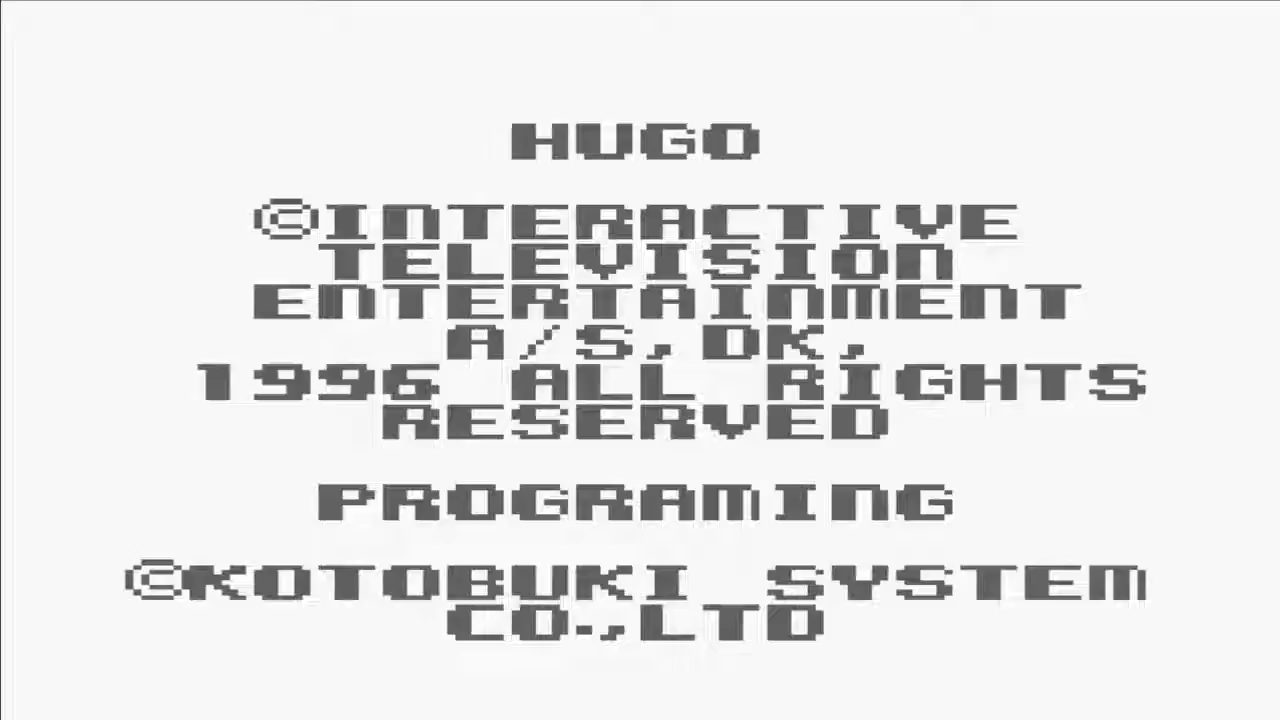 HUGO
©INTERACTIVE
TELEVISION
ENTERTAINMENT
A/S,DK,
1996 ALL RIGHTS
RESERVED
PROGRAMING
©KOTOBUKI SYSTEM
CO.,LTD